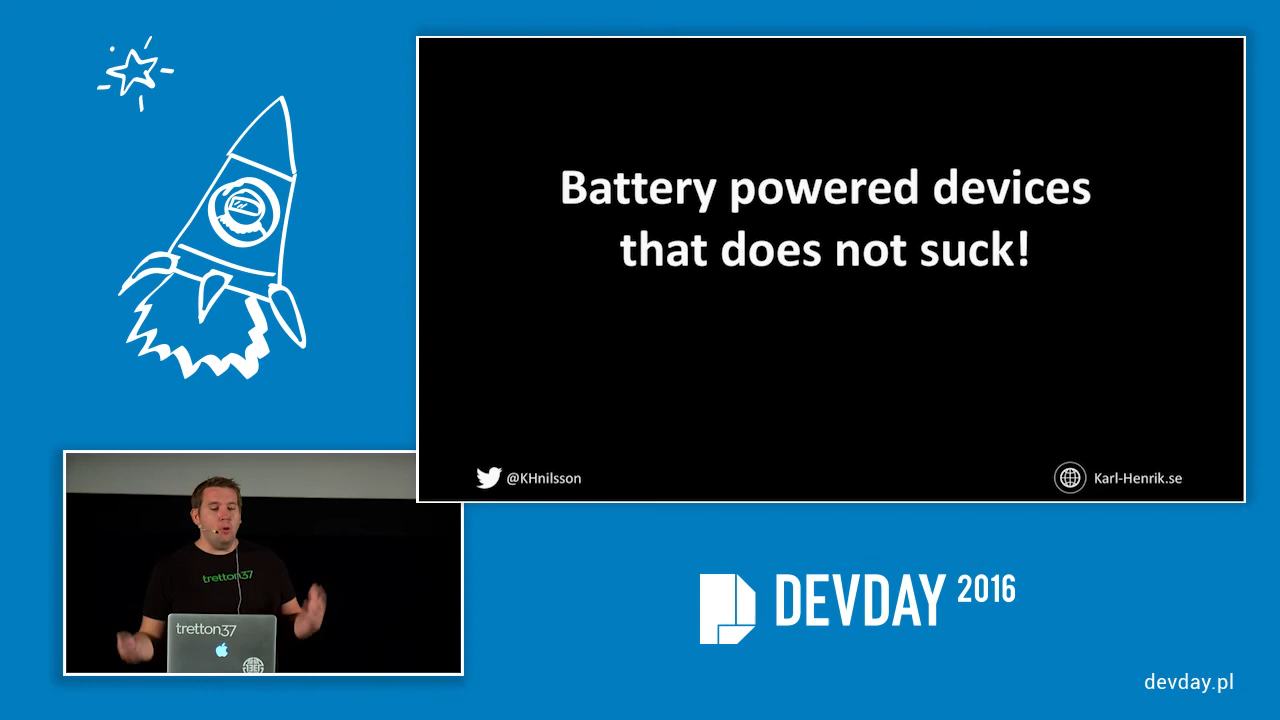 Battery powered devices
that does not suck!
@KHnilsson
Karl-Henrik.se
tretton37
tretton37
DEVDAY 2016
devday.pl